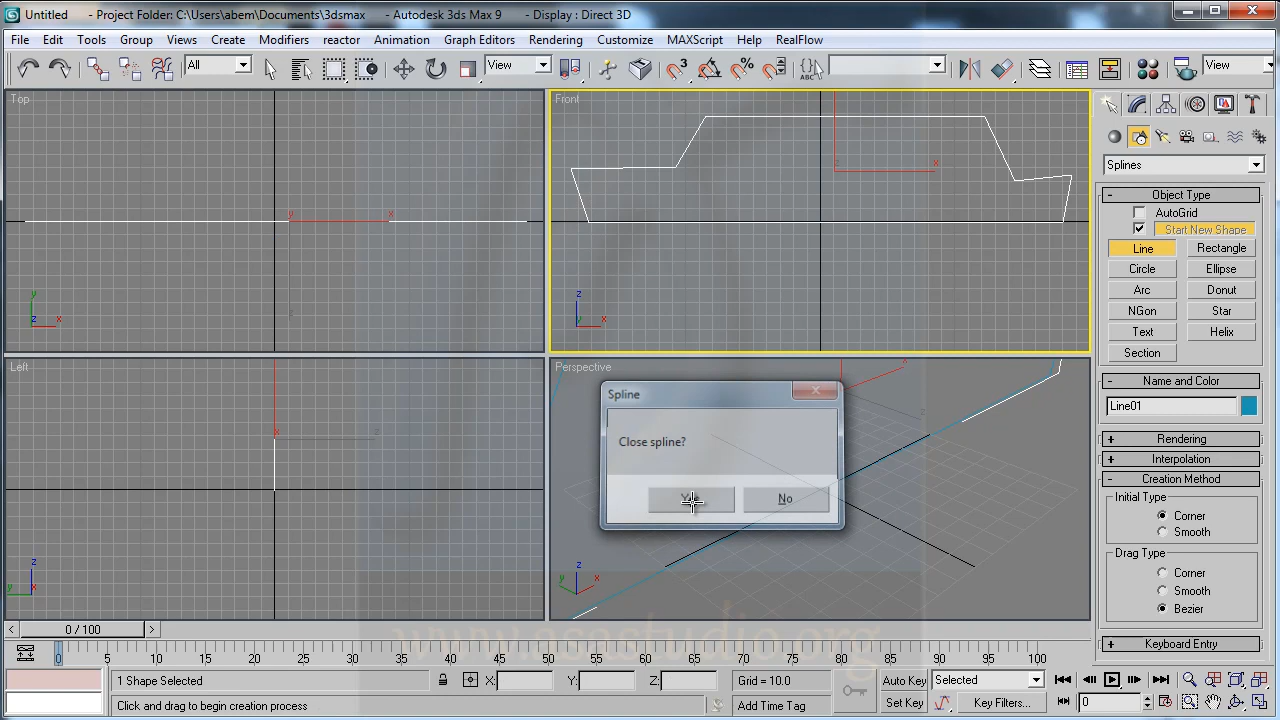 Untitled - Project Folder: C:\Users\abem\Documents\3dsmax - Autodesk 3ds Max 9 - Display : Direct 3D
File Edit Tools Group Views Create Modifiers reactor Animation Graph Editors Rendering Customize MAXScript Help RealFlow
All View 3 % ABC View
Top Front
y x x
z y x z x
Splines
Object Type
AutoGrid
Start New Shape
Line Rectangle
Circle Ellipse
Arc Donut
NGon Star
Text Helix
Section
Left Perspective
Name and Color
Line01
Spline
Close spline?
No
Rendering
Interpolation
Creation Method
Initial Type
Corner
Smooth
Drag Type
Corner
Smooth
Bezier
Keyboard Entry
z y x z y x
< 0 / 100 >
www.asastudio.org
0 5 10 15 20 25 30 35 40 45 50 55 60 65 70 75 80 85 90 95 100
1 Shape Selected X: Y: Z: Grid = 10.0 Auto Key Selected
Click and drag to begin creation process Add Time Tag Set Key Key Filters... 0